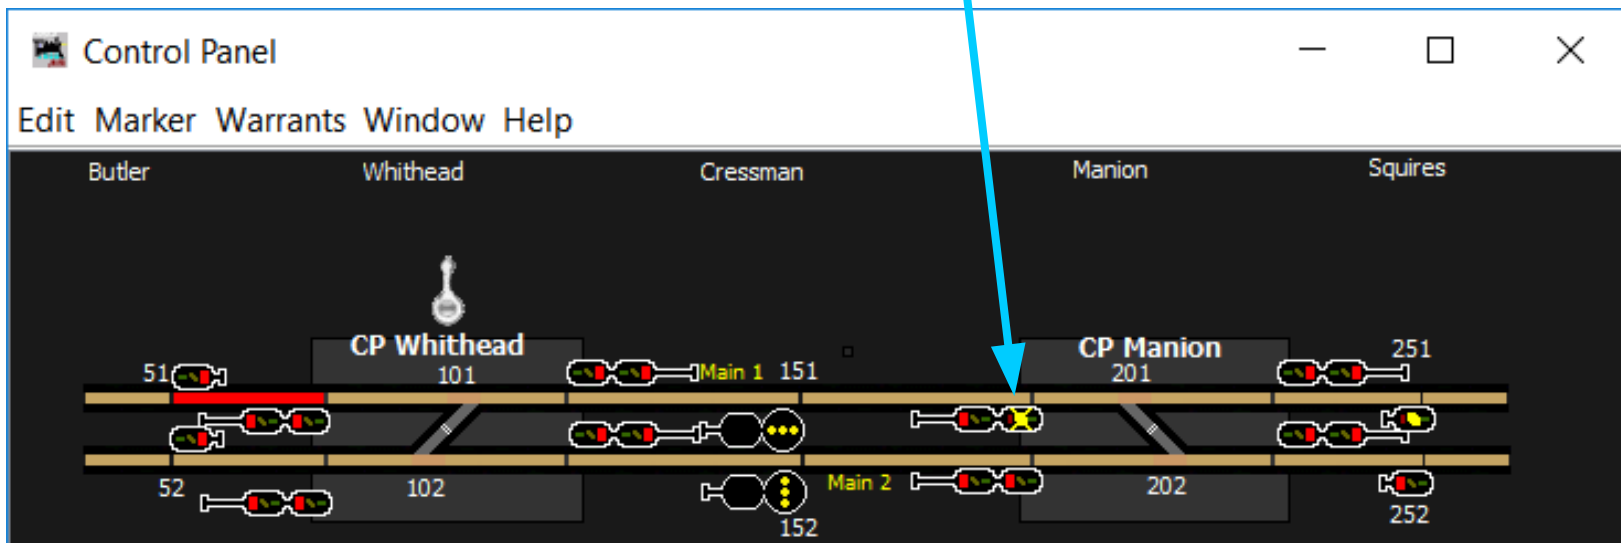 Control Panel
Edit Marker Warrants Window Help
Butler Whithead Cressman Manion Squires
CP Whithead CP Manion 251
51 101 Main 1 151 201
52 102 Main 2 202
152 252